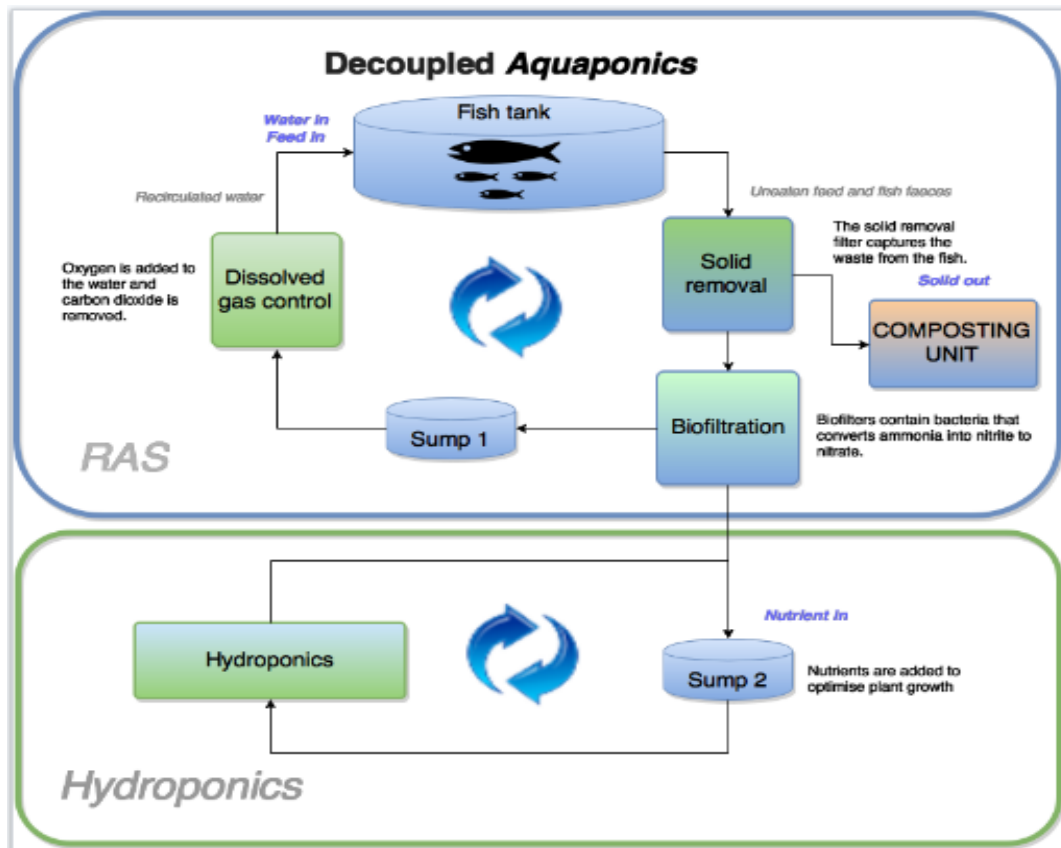 Decoupled Aquaponics
Fish tank
Water in
Feed in
Recirculated water
Uneaten feed and fish faeces
Oxygen is added to
the water and
carbon dioxide is
removed.
Dissolved
gas control
Solid
removal
The solid removal
filter captures the
waste from the fish.
Solid out
COMPOSTING
UNIT
Sump 1
Biofiltration
Biofilters contain bacteria that
converts ammonia into nitrite to
nitrate.
RAS
Hydroponics
Nutrient in
Sump 2
Nutrients are added to
optimise plant growth
Hydroponics